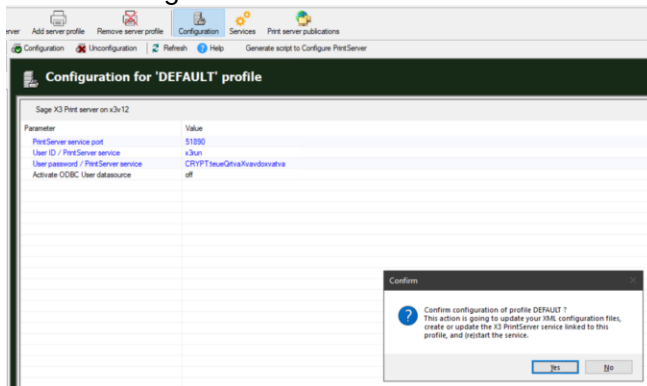 erver Add server profile Remove server profile Configuration Services Print server publications
Configuration Unconfiguration Refresh Help Generate script to Configure PrintServer
Configuration for 'DEFAULT' profile
Sage X3 Print server on x3v12
Parameter Value
PrintServer service port 51890
User ID / PrintServer service x3run
User password / PrintServer service
Activate ODBC User datasource off
Confirm
Confirm configuration of profile DEFAULT ?
This action is going to update your XML configuration files,
create or update the X3 PrintServer service linked to this
profile, and (re)start the service.
Yes No